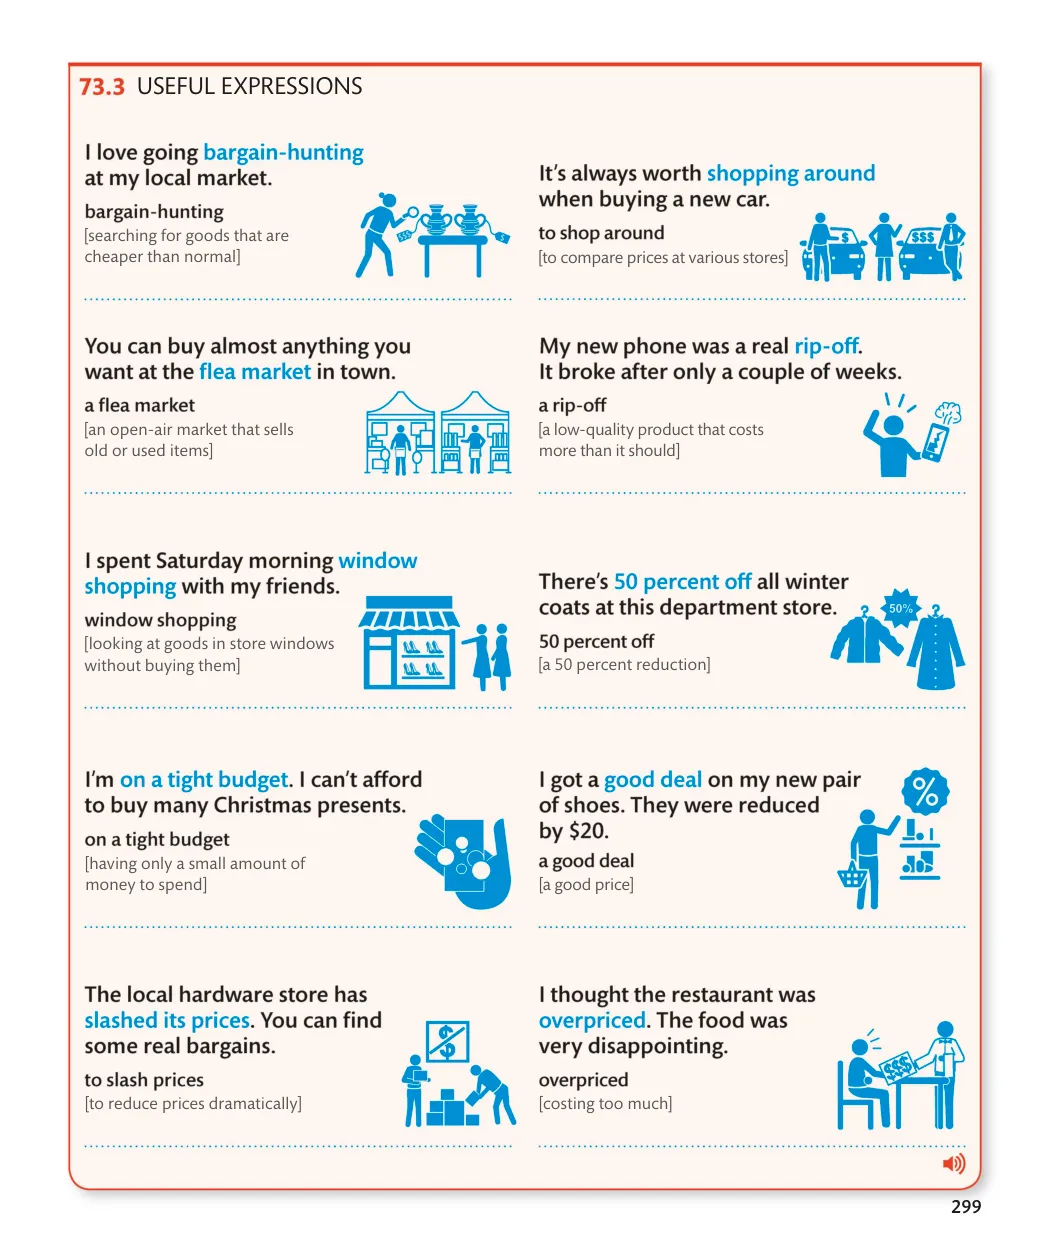 73.3 USEFUL EXPRESSIONS
I love going bargain-hunting
at my local market.
bargain-hunting
[searching for goods that are
cheaper than normal]
It's always worth shopping around
when buying a new car.
to shop around
[to compare prices at various stores]
$
$$$
You can buy almost anything you
want at the flea market in town.
a flea market
[an open-air market that sells
old or used items]
My new phone was a real rip-off.
It broke after only a couple of weeks.
a rip-off
[a low-quality product that costs
more than it should]
I spent Saturday morning window
shopping with my friends.
window shopping
[looking at goods in store windows
without buying them]
There's 50 percent off all winter
coats at this department store.
50 percent off
[a 50 percent reduction]
50%
I'm on a tight budget. I can't afford
to buy many Christmas presents.
on a tight budget
[having only a small amount of
money to spend]
I got a good deal on my new pair
of shoes. They were reduced
by $20.
a good deal
[a good price]
%
The local hardware store has
slashed its prices. You can find
some real bargains.
to slash prices
[to reduce prices dramatically]
$
I thought the restaurant was
overpriced. The food was
very disappointing.
overpriced
[costing too much]
$$$
299